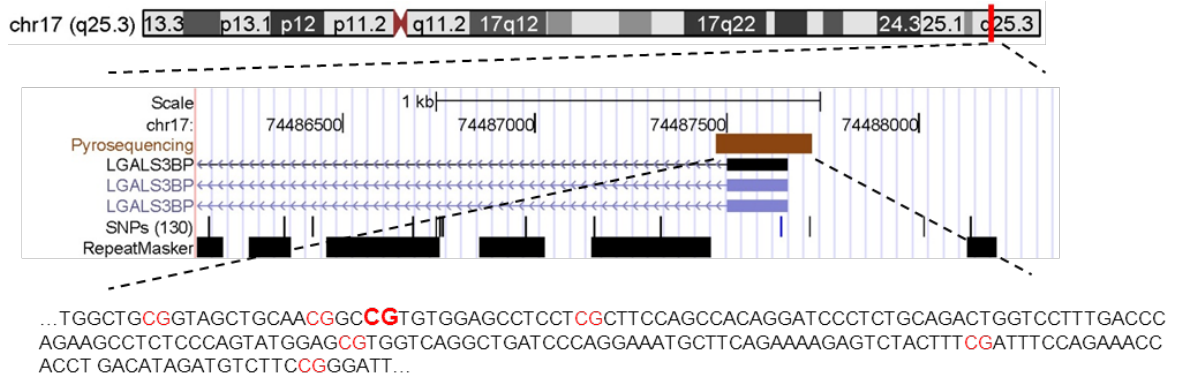 chr17 (q25.3) 13.3 p13.1 p12 p11.2 q11.2 17q12 17q22 24.3 25.1 q25.3
Scale 1 kb
chr17: 74486500 74487000 74487500 74488000
Pyrosequencing
LGALS3BP
LGALS3BP
LGALS3BP
SNPs (130)
RepeatMasker
...TGGCTGCGGTAGCTGCAACGGCCGTGTGGAGCCTCCTCGCTTCCAGCCACAGGATCCCTCTGCAGACTGGTCCTTTGACCC
AGAAGCCTCTCCCAGTATGGAGCGTGGTCAGGCTGATCCCAGGAAATGCTTCAGAAAAGAGTCTACTTTCGATTTCCAGAAACC
ACCT GACATAGATGTCTTCCGGGATT...